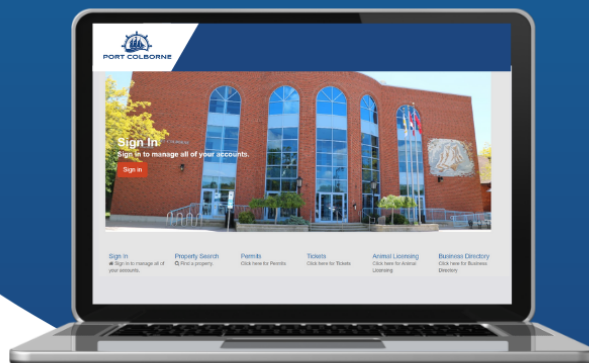 PORT COLBORNE
Sign In
Sign in to manage all of your accounts.
Sign in
Sign In
Sign in to manage all of
your accounts.
Property Search
Find a property.
Permits
Click here for Permits
Tickets
Click here for Tickets
Animal Licensing
Click here for Animal
Licensing
Business Directory
Click here for Business
Directory